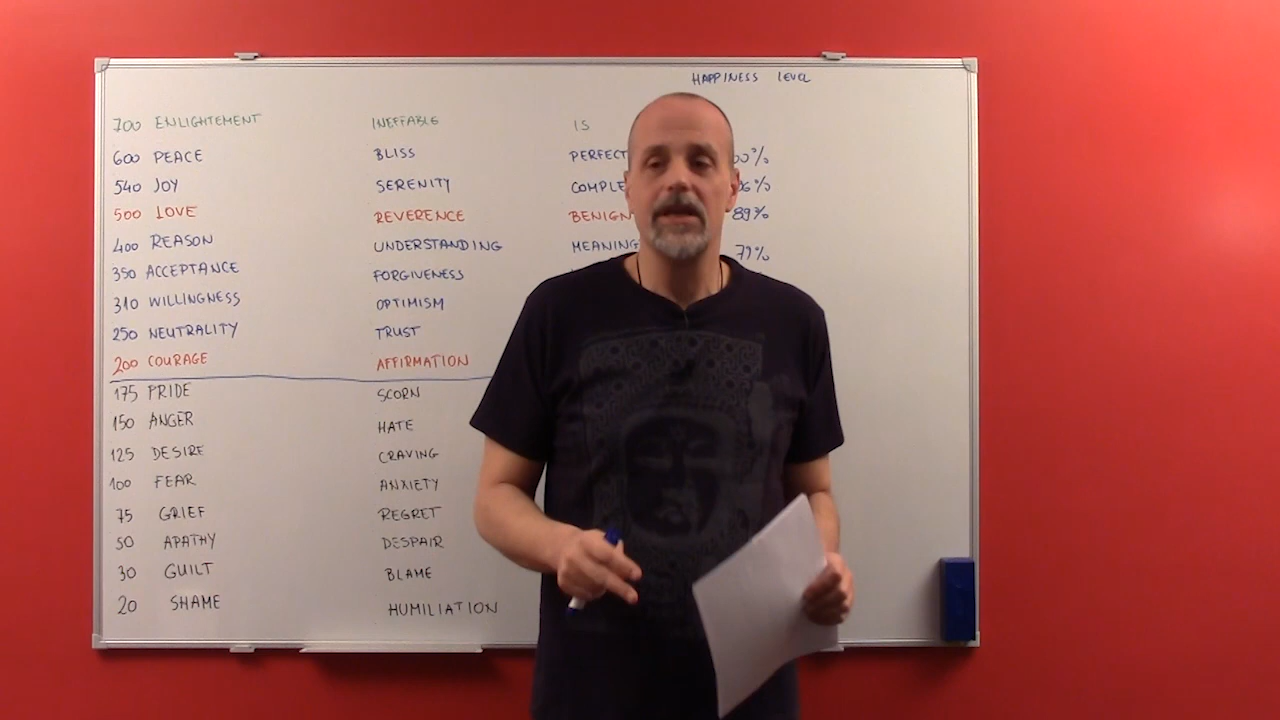 HAPPINESS LEVEL
700 ENLIGHTEMENT INEFFABLE IS
600 PEACE BLISS PERFECT
540 JOY SERENITY COMPLE
500 LOVE REVERENCE BENIGN 89%
400 REASON UNDERSTANDING MEANING 79%
350 ACCEPTANCE FORGIVENESS
310 WILLINGNESS OPTIMISM
250 NEUTRALITY TRUST
200 COURAGE AFFIRMATION
175 PRIDE SCORN
150 ANGER HATE
125 DESIRE CRAVING
100 FEAR ANXIETY
75 GRIEF REGRET
50 APATHY DESPAIR
30 GUILT BLAME
20 SHAME HUMILIATION